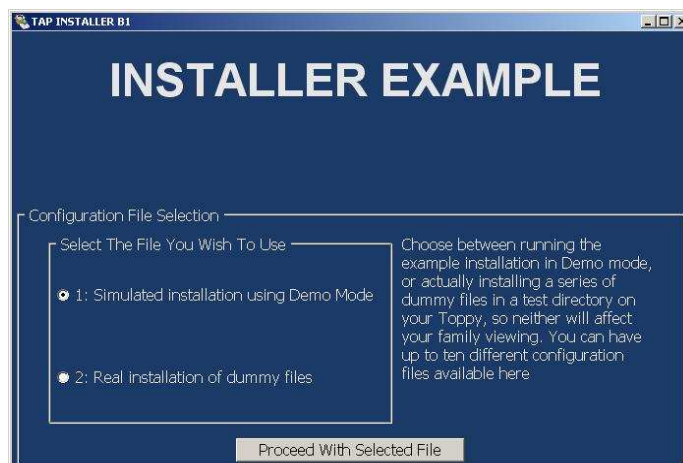 TAP INSTALLER B1
INSTALLER EXAMPLE
Configuration File Selection
Select The File You Wish To Use
1: Simulated installation using Demo Mode
2: Real installation of dummy files
Choose between running the
example installation in Demo mode,
or actually installing a series of
dummy files in a test directory on
your Toppy, so neither will affect
your family viewing. You can have
up to ten different configuration
files available here
Proceed With Selected File